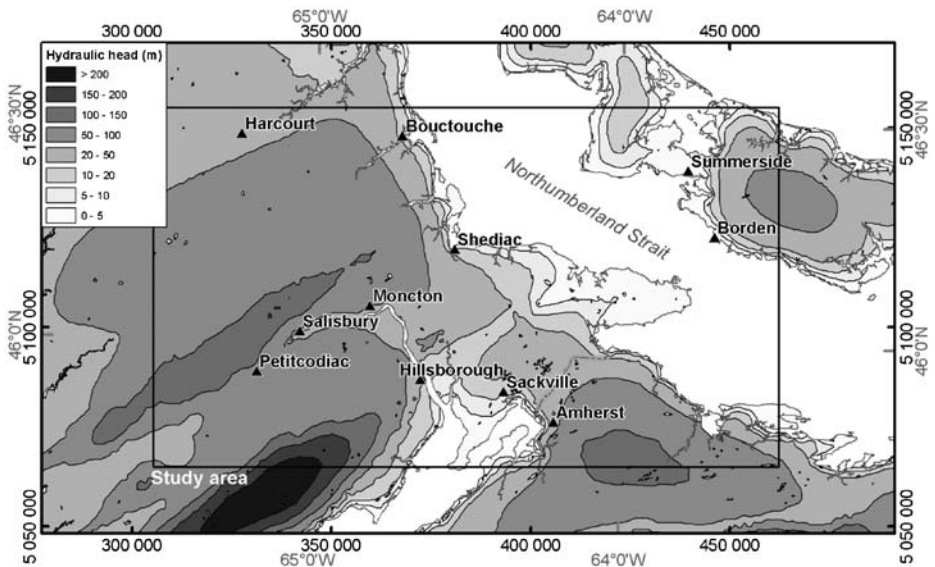 65°0'W
64°0'W
300 000
350 000
400 000
450 000
Hydraulic head (m)
> 200
150 - 200
100 - 150
50 - 100
20 - 50
10 - 20
5 - 10
0 - 5
46°30'N
5 150 000
46°30'N
5 150 000
Harcourt
Bouctouche
Summerside
Northumberland Strait
Borden
Shediac
Moncton
Salisbury
46°0'N
5 100 000
46°0'N
5 100 000
Petitcodiac
Hillsborough
Sackville
Amherst
Study area
5 050 000
5 050 000
300 000
350 000
400 000
450 000
65°0'W
64°0'W